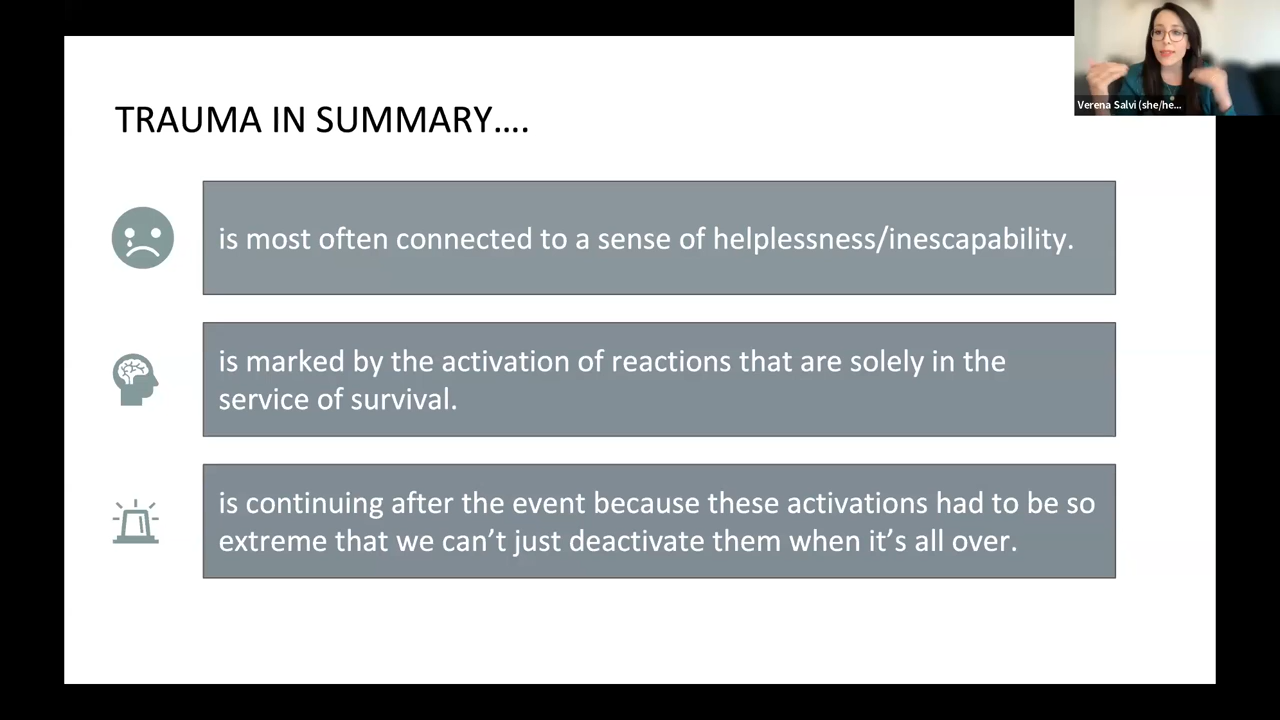 Verena Salvi (she/he...
TRAUMA IN SUMMARY....
is most often connected to a sense of helplessness/inescapability.
is marked by the activation of reactions that are solely in the
service of survival.
is continuing after the event because these activations had to be so
extreme that we can’t just deactivate them when it’s all over.